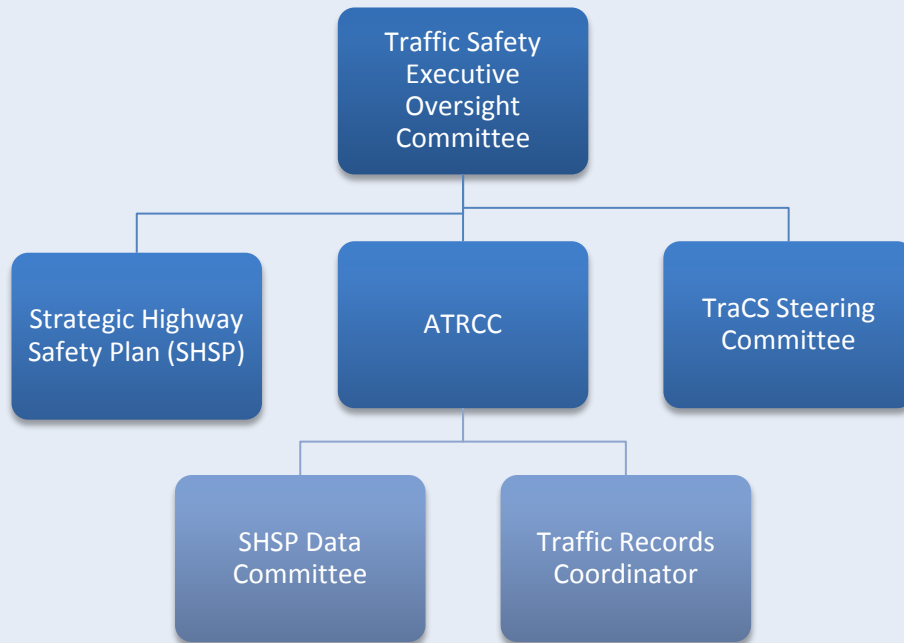 Traffic Safety
Executive
Oversight
Committee
Strategic Highway
Safety Plan (SHSP)
ATRCC
TraCS Steering
Committee
SHSP Data
Committee
Traffic Records
Coordinator